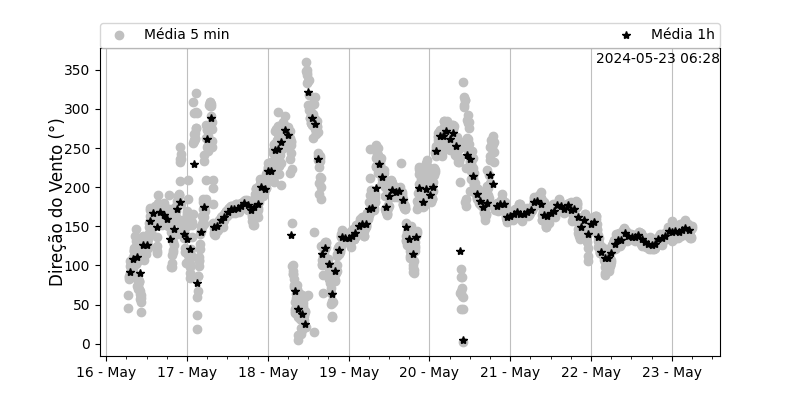 Média 5 min
Média 1h
2024-05-23 06:28
Direção do Vento (°)
350
300
250
200
150
100
50
0
16 - May
17 - May
18 - May
19 - May
20 - May
21 - May
22 - May
23 - May